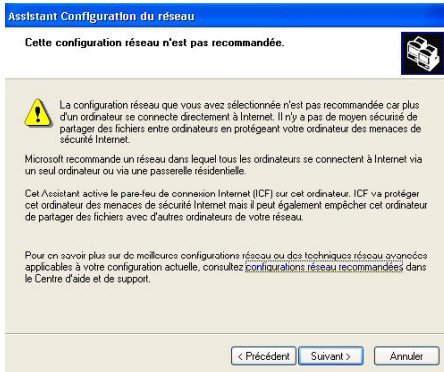 Assistant Configuration du réseau
Cette configuration réseau n'est pas recommandée.
La configuration réseau que vous avez sélectionnée n'est pas recommandée car plus
d'un ordinateur se connecte directement à Internet. Il n'y a pas de moyen sécurisé de
partager des fichiers entre ordinateurs en protégeant votre ordinateur des menaces de
sécurité Internet.
Microsoft recommande un réseau dans lequel tous les ordinateurs se connectent à Internet via
un seul ordinateur ou via une passerelle résidentielle.
Cet Assistant active le pare-feu de connexion Internet (ICF) sur cet ordinateur. ICF va protéger
cet ordinateur des menaces de sécurité Internet mais il peut également empêcher cet ordinateur
de partager des fichiers avec d'autres ordinateurs de votre réseau.
Pour en savoir plus sur de meilleures configurations réseau ou des techniques réseau avancées
applicables à votre configuration actuelle, consultez configurations réseau recommandées dans
le Centre d'aide et de support.
< Précédent Suivant > Annuler